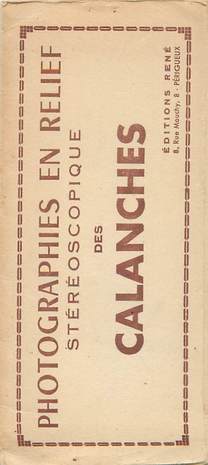 PHOTOGRAPHIES EN RELIEF
STÉRÉOSCOPIQUE
DES
CALANCHES
ÉDITIONS RENÉ
8, Rue Mauchy, 8 - PÉRIGUEUX